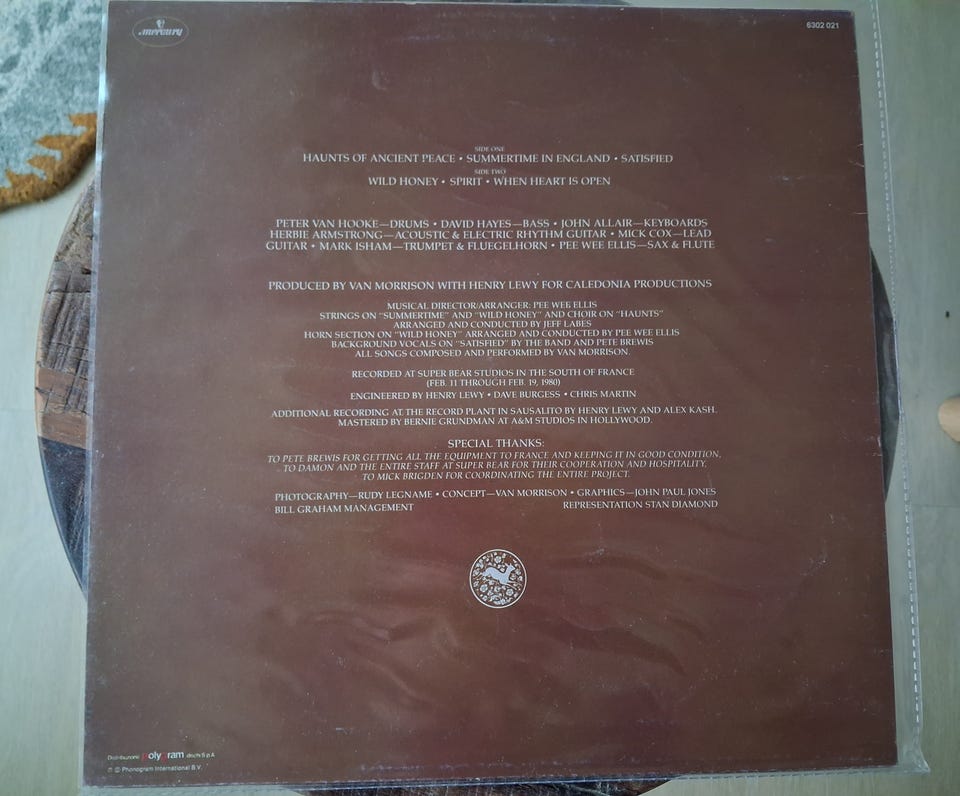 mercury
6302 021
SIDE ONE
HAUNTS OF ANCIENT PEACE • SUMMERTIME IN ENGLAND • SATISFIED
SIDE TWO
WILD HONEY • SPIRIT • WHEN HEART IS OPEN
PETER VAN HOOKE—DRUMS • DAVID HAYES—BASS • JOHN ALLAIR—KEYBOARDS
HERBIE ARMSTRONG—ACOUSTIC & ELECTRIC RHYTHM GUITAR • MICK COX—LEAD
GUITAR • MARK ISHAM—TRUMPET & FLUEGELHORN • PEE WEE ELLIS—SAX & FLUTE
PRODUCED BY VAN MORRISON WITH HENRY LEWY FOR CALEDONIA PRODUCTIONS
MUSICAL DIRECTOR/ARRANGER: PEE WEE ELLIS
STRINGS ON "SUMMERTIME" AND "WILD HONEY" AND CHOIR ON "HAUNTS"
ARRANGED AND CONDUCTED BY JEFF LABES
HORN SECTION ON "WILD HONEY" ARRANGED AND CONDUCTED BY PEE WEE ELLIS
BACKGROUND VOCALS ON "SATISFIED" BY THE BAND AND PETE BREWIS
ALL SONGS COMPOSED AND PERFORMED BY VAN MORRISON.
RECORDED AT SUPER BEAR STUDIOS IN THE SOUTH OF FRANCE
(FEB. 11 THROUGH FEB. 19, 1980)
ENGINEERED BY HENRY LEWY • DAVE BURGESS • CHRIS MARTIN
ADDITIONAL RECORDING AT THE RECORD PLANT IN SAUSALITO BY HENRY LEWY AND ALEX KASH.
MASTERED BY BERNIE GRUNDMAN AT A&M STUDIOS IN HOLLYWOOD.
SPECIAL THANKS:
TO PETE BREWIS FOR GETTING ALL THE EQUIPMENT TO FRANCE AND KEEPING IT IN GOOD CONDITION,
TO DAMON AND THE ENTIRE STAFF AT SUPER BEAR FOR THEIR COOPERATION AND HOSPITALITY,
TO MICK BRIGDEN FOR COORDINATING THE ENTIRE PROJECT.
PHOTOGRAPHY—RUDY LEGNAME • CONCEPT—VAN MORRISON • GRAPHICS—JOHN PAUL JONES
BILL GRAHAM MANAGEMENT REPRESENTATION STAN DIAMOND
Distribuzione polygram dischi S.p.A.
℗ © Phonogram International B.V.